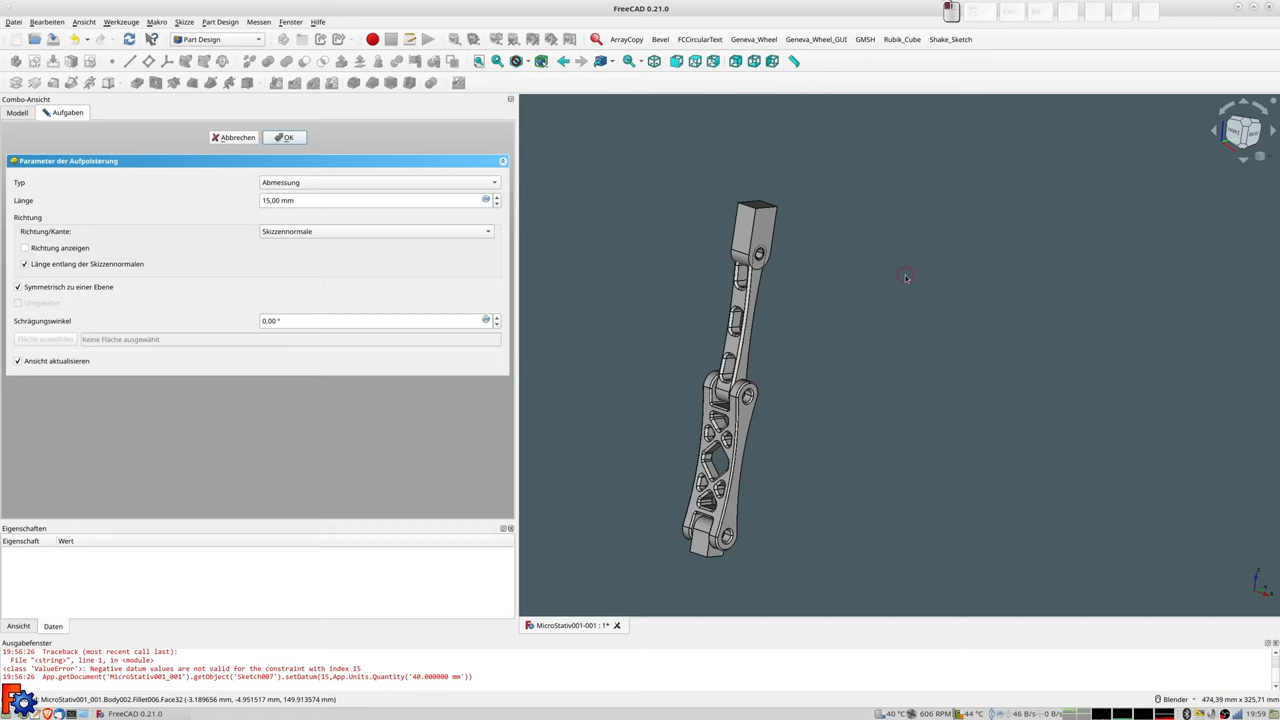 FreeCAD 0.21.0
Datei Bearbeiten Ansicht Werkzeuge Makro Skizze Part Design Messen Fenster Hilfe
Part Design ArrayCopy Bevel FCCircularText Geneva_Wheel Geneva_Wheel_GUI GMSH Rubik_Cube Shake_Sketch
Combo-Ansicht
Modell Aufgaben
Abbrechen OK
Parameter der Aufpolsterung
Typ Abmessung
Länge 15,00 mm
Richtung
Richtung/Kante: Skizzennormale
Richtung anzeigen
Länge entlang der Skizzennormalen
Symmetrisch zu einer Ebene
Umgekehrt
Schrägungswinkel 0,00 °
Fläche auswählen Keine Fläche ausgewählt
Ansicht aktualisieren
Eigenschaften
Eigenschaft Wert
Ansicht Daten
MicroStativ001-001 : 1*
Ausgabefenster
19:56:26 Traceback (most recent call last):
File "<string>", line 1, in <module>
<class 'ValueError'>: Negative datum values are not valid for the constraint with index 15
19:56:26 App.getDocument('MicroStativ001_001').getObject('Sketch007').setDatum(15,App.Units.Quantity('40.000000 mm'))
MicroStativ001_001.Body002.Fillet006.Face32 (-3.189656 mm, -4.951517 mm, 149.913574 mm)
Blender 474,39 mm x 325,71 mm
FreeCAD 0.21.0 40 °C 606 RPM 44 °C 46 B/s 0 B/s 19:59